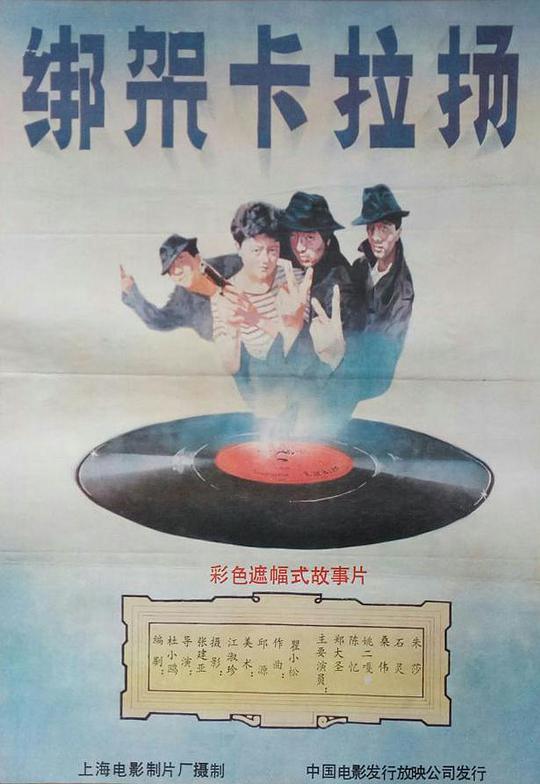 绑架卡拉扬
彩色遮幅式故事片
编剧：
杜小鸥
导演：
张建亚
摄影：
江淑珍
美术：
邱源
作曲：
瞿小松
主要演员：
郑大圣
陈忆
姚二嘎
桑伟
石灵
朱莎
上海电影制片厂摄制
中国电影发行放映公司发行